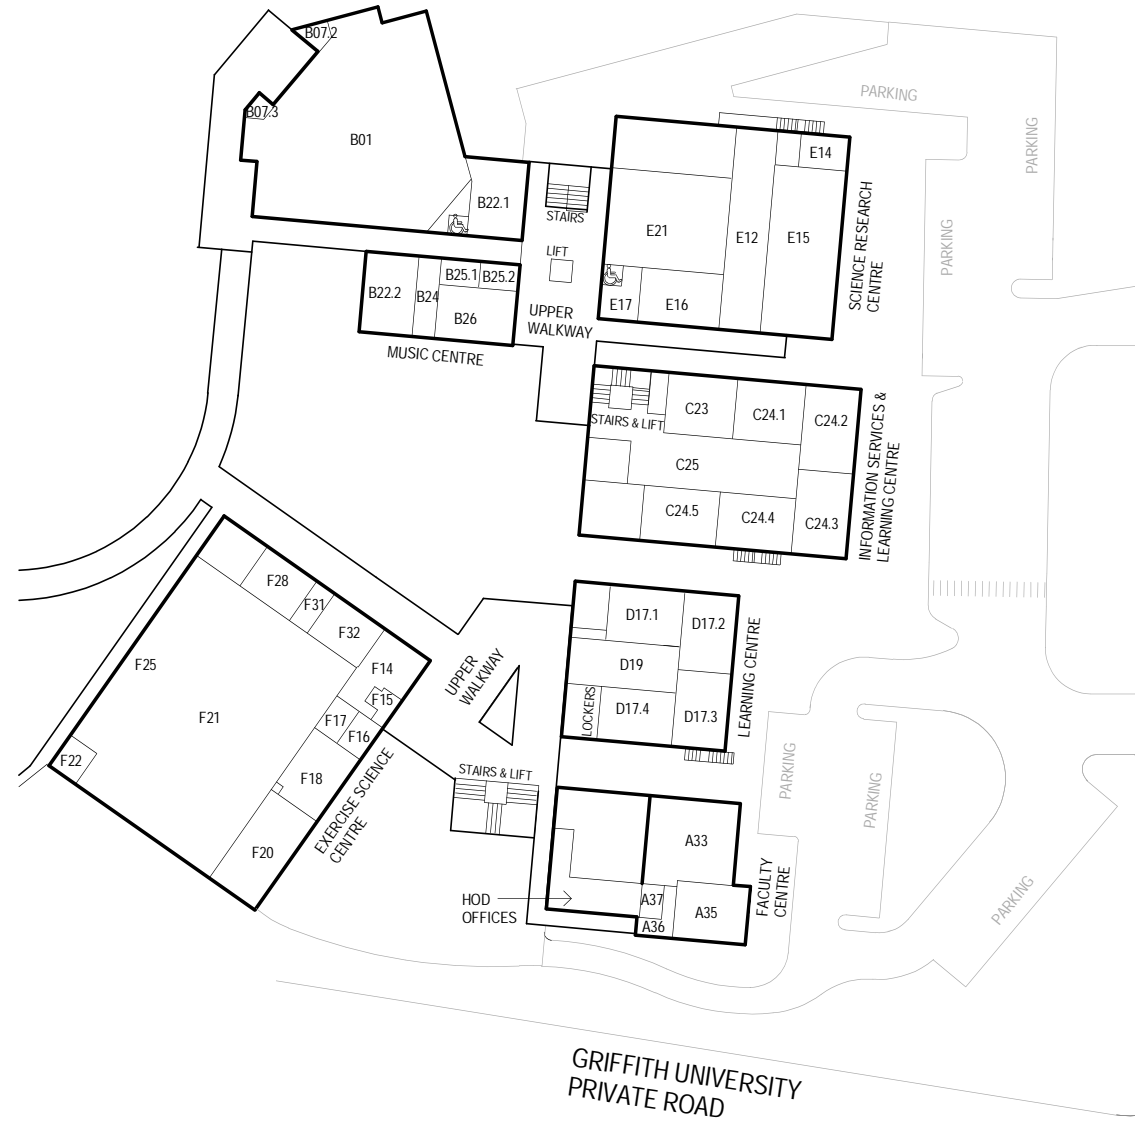 B07.2
B07.3
B01
B22.1
STAIRS
LIFT
UPPER
WALKWAY
B22.2
B24
B25.1
B25.2
B26
MUSIC CENTRE
E14
E21
E12
E15
E17
E16
SCIENCE RESEARCH
CENTRE
PARKING
PARKING
PARKING
C23
C24.1
C24.2
STAIRS & LIFT
C25
C24.5
C24.4
C24.3
INFORMATION SERVICES &
LEARNING CENTRE
F28
F31
F32
F25
F14
F15
F21
F17
F16
F22
F18
F20
EXERCISE SCIENCE
CENTRE
UPPER
WALKWAY
STAIRS & LIFT
D17.1
D17.2
D19
LOCKERS
D17.4
D17.3
LEARNING CENTRE
PARKING
PARKING
PARKING
A33
A37
A36
A35
HOD
OFFICES
FACULTY
CENTRE
GRIFFITH UNIVERSITY
PRIVATE ROAD